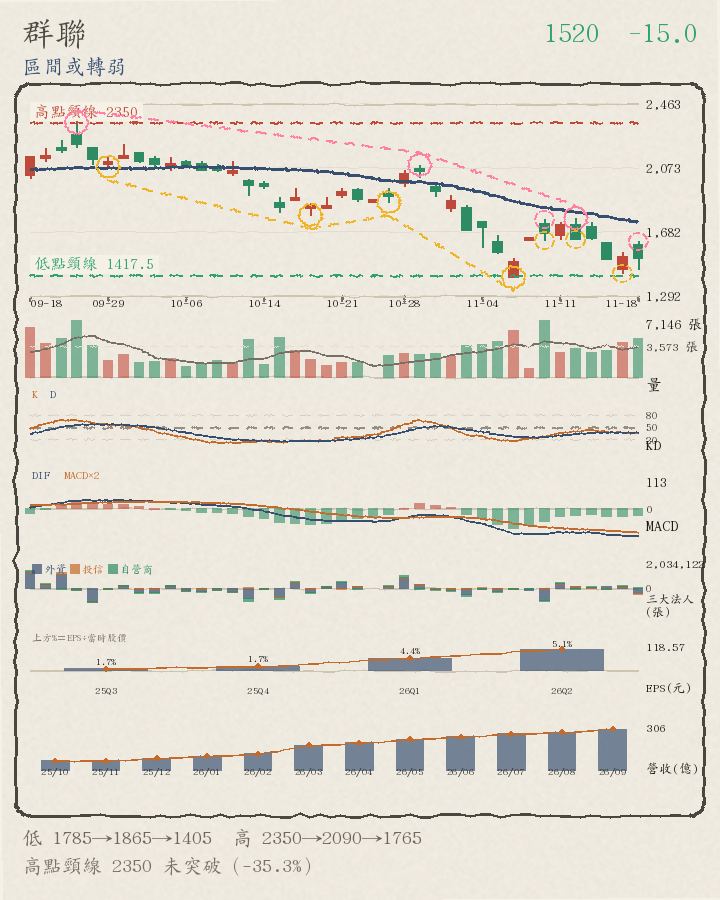 群聯
1520 -15.0
區間或轉弱
高點頸線 2350
2,463
2,073
1,682
低點頸線 1417.5
1,292
09-18 09-29 10-06 10-14 10-21 10-28 11-04 11-11 11-18
7,146 張
3,573 張
量
K D
80
50
20
KD
DIF MACD×2
113
0
MACD
外資 投信 自營商
2,034,122
0
三大法人
(張)
上方%=EPS÷當時股價
1.7% 1.7% 4.4% 5.1%
118.57
25Q3 25Q4 26Q1 26Q2
EPS(元)
306
25/10 25/11 25/12 26/01 26/02 26/03 26/04 26/05 26/06 26/07 26/08 26/09
營收(億)
低 1785→1865→1405 高 2350→2090→1765
高點頸線 2350 未突破 (-35.3%)